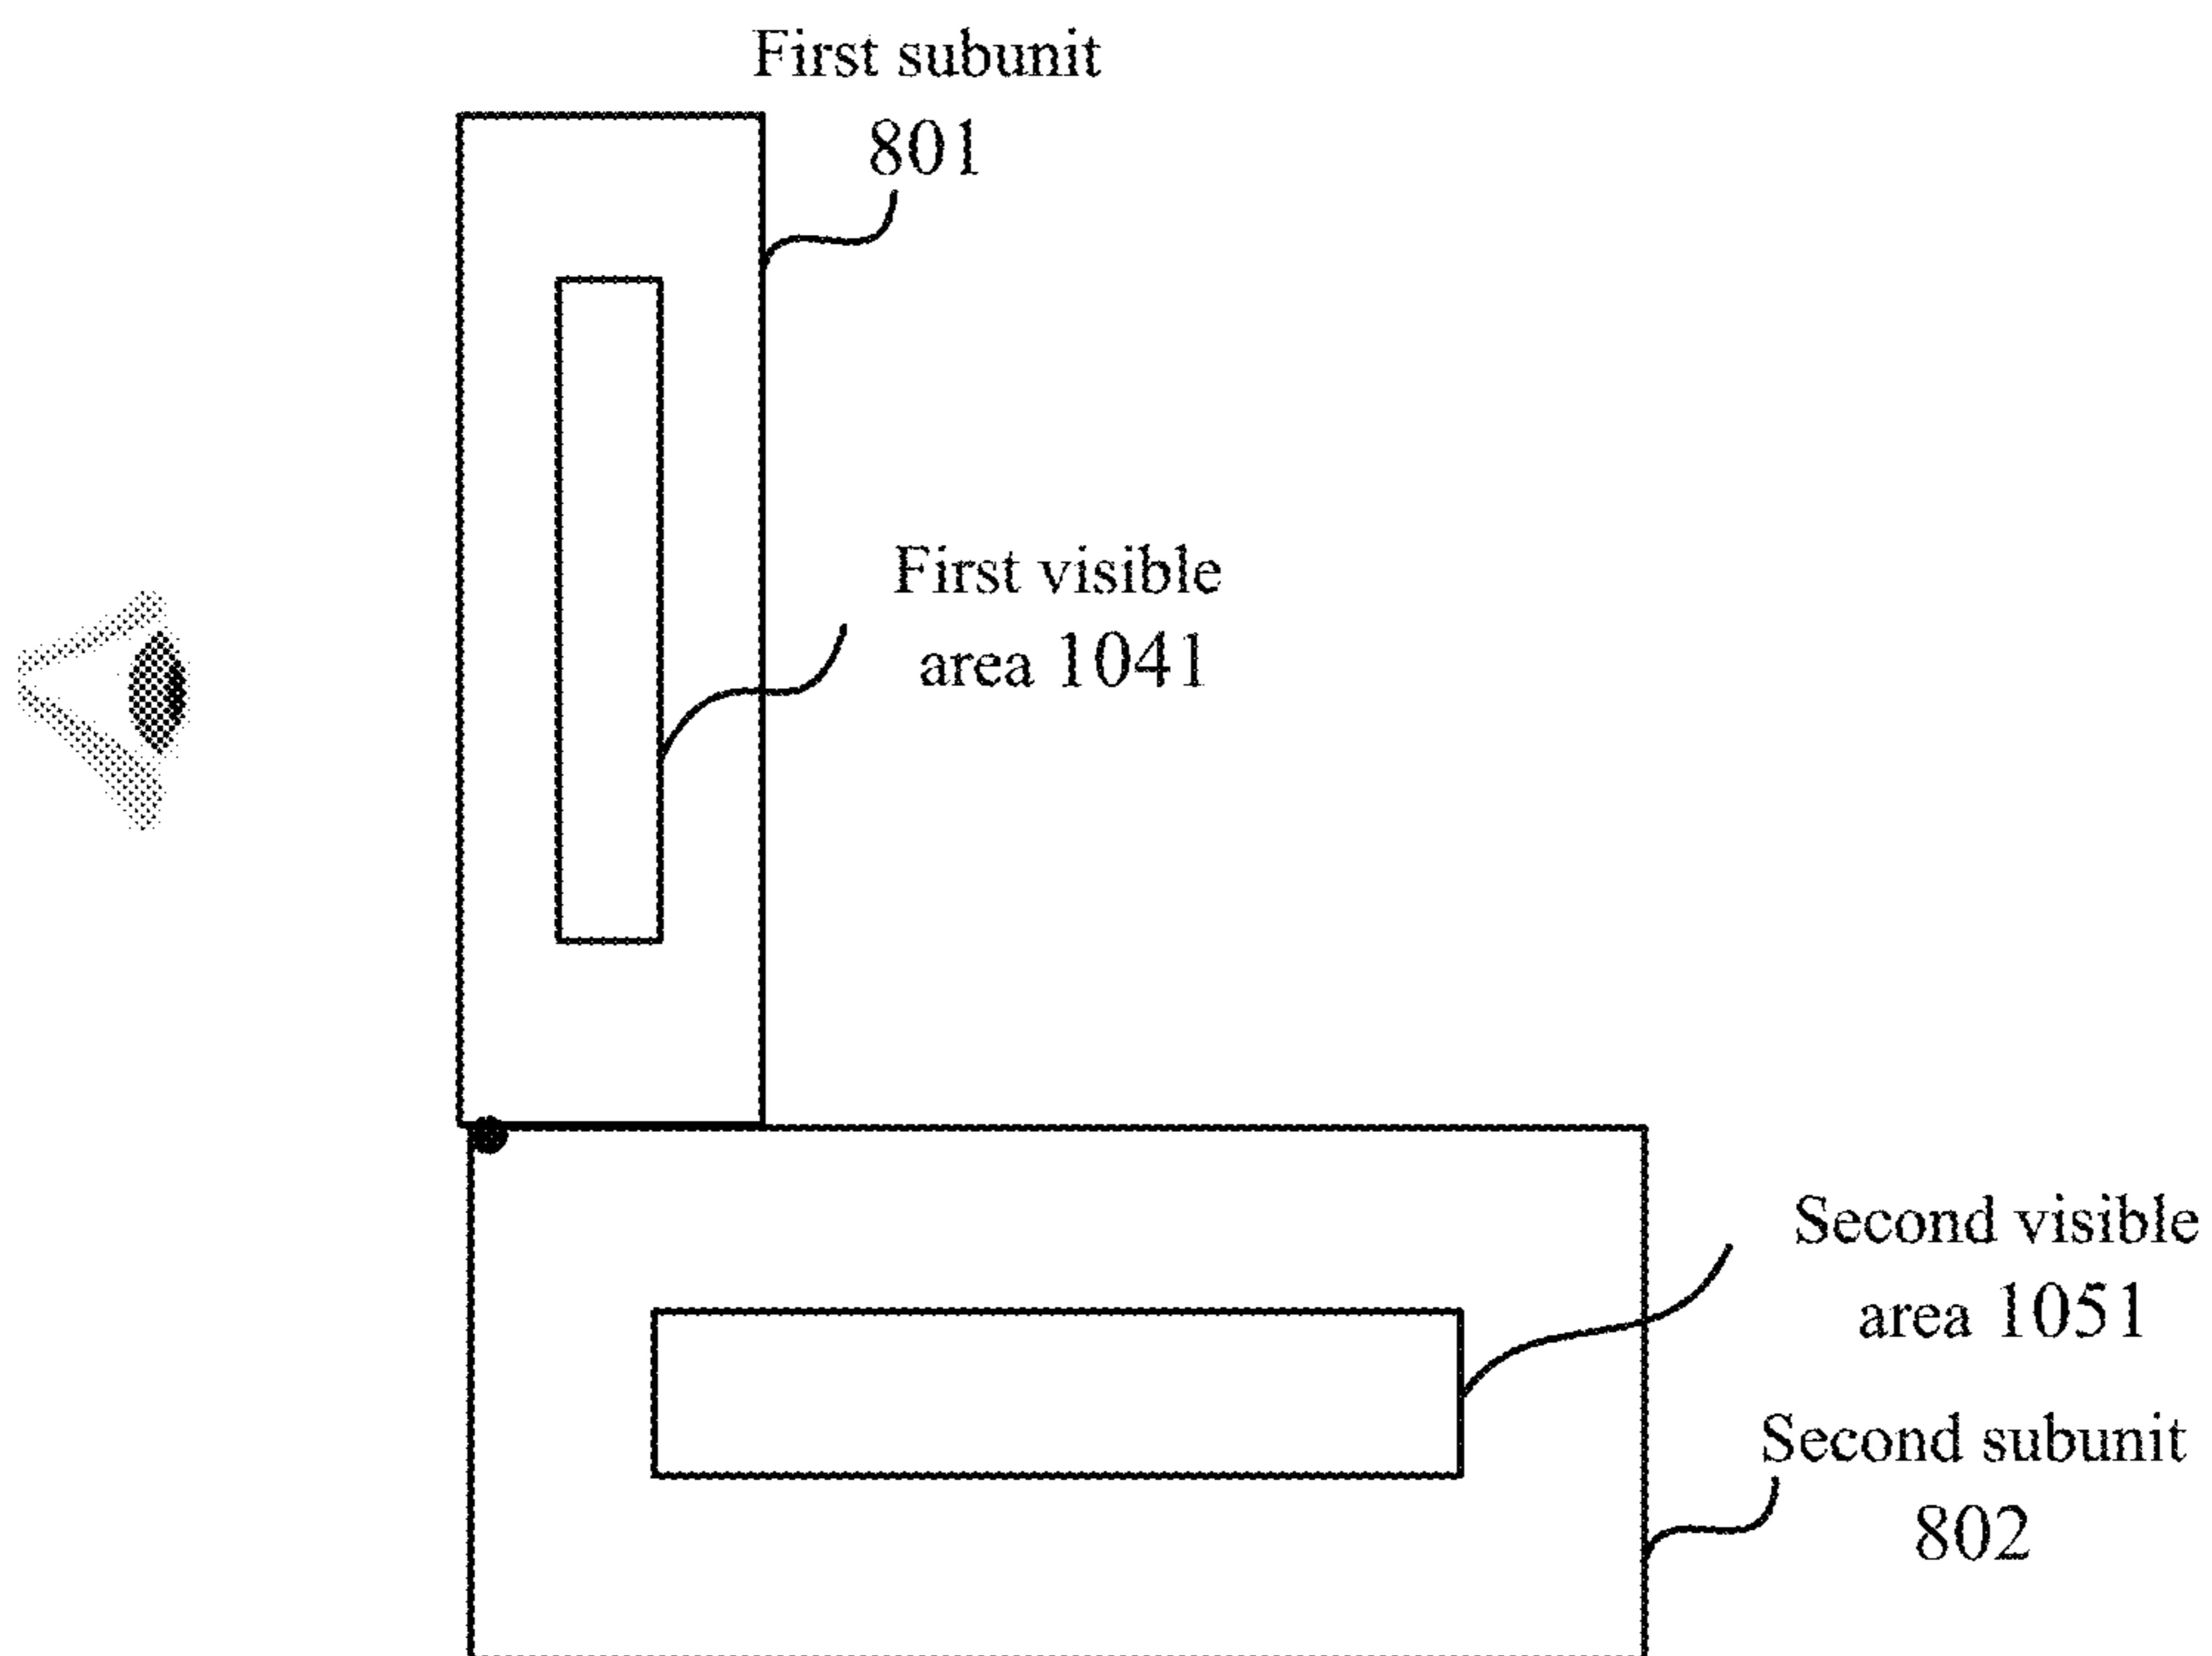 First subunit
801
First visible
area 1041
Second visible
area 1051
Second subunit
802